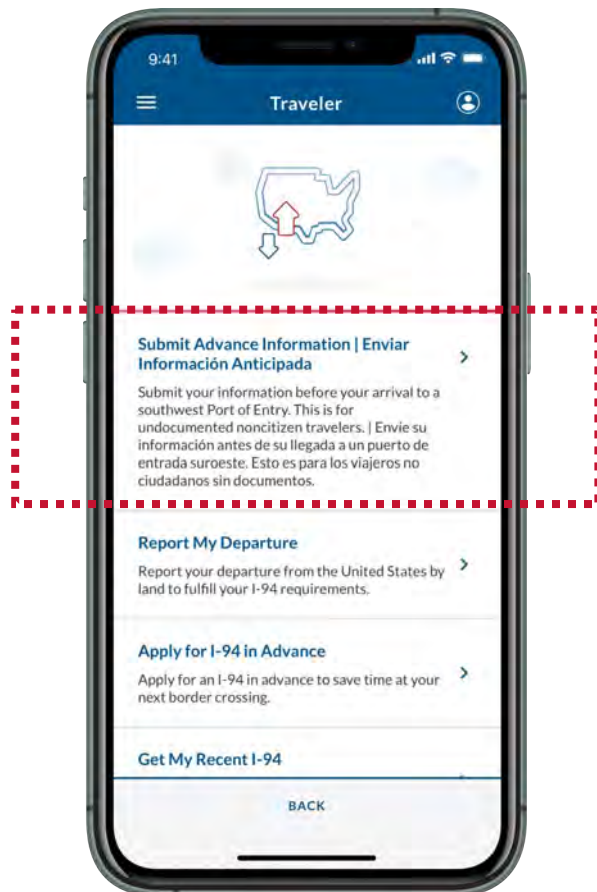 9:41
Traveler
Submit Advance Information | Enviar
Información Anticipada
Submit your information before your arrival to a
southwest Port of Entry. This is for
undocumented noncitizen travelers. | Envíe su
información antes de su llegada a un puerto de
entrada suroeste. Esto es para los viajeros no
ciudadanos sin documentos.
Report My Departure
Report your departure from the United States by
land to fulfill your I-94 requirements.
Apply for I-94 in Advance
Apply for an I-94 in advance to save time at your
next border crossing.
Get My Recent I-94
BACK